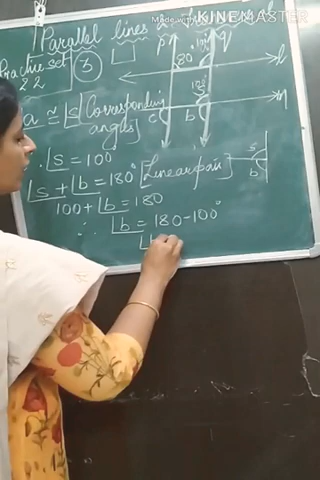 Made with KINEMASTER
Parallel lines
Practice set
2.2
3
p q
80° l
m
c b
a ≅ ∠s [Corresponding angles]
∴ ∠s = 100°
∠s + ∠b = 180° [Linear pair]
100 + ∠b = 180
∴ ∠b = 180 - 100°
∠b
s
b